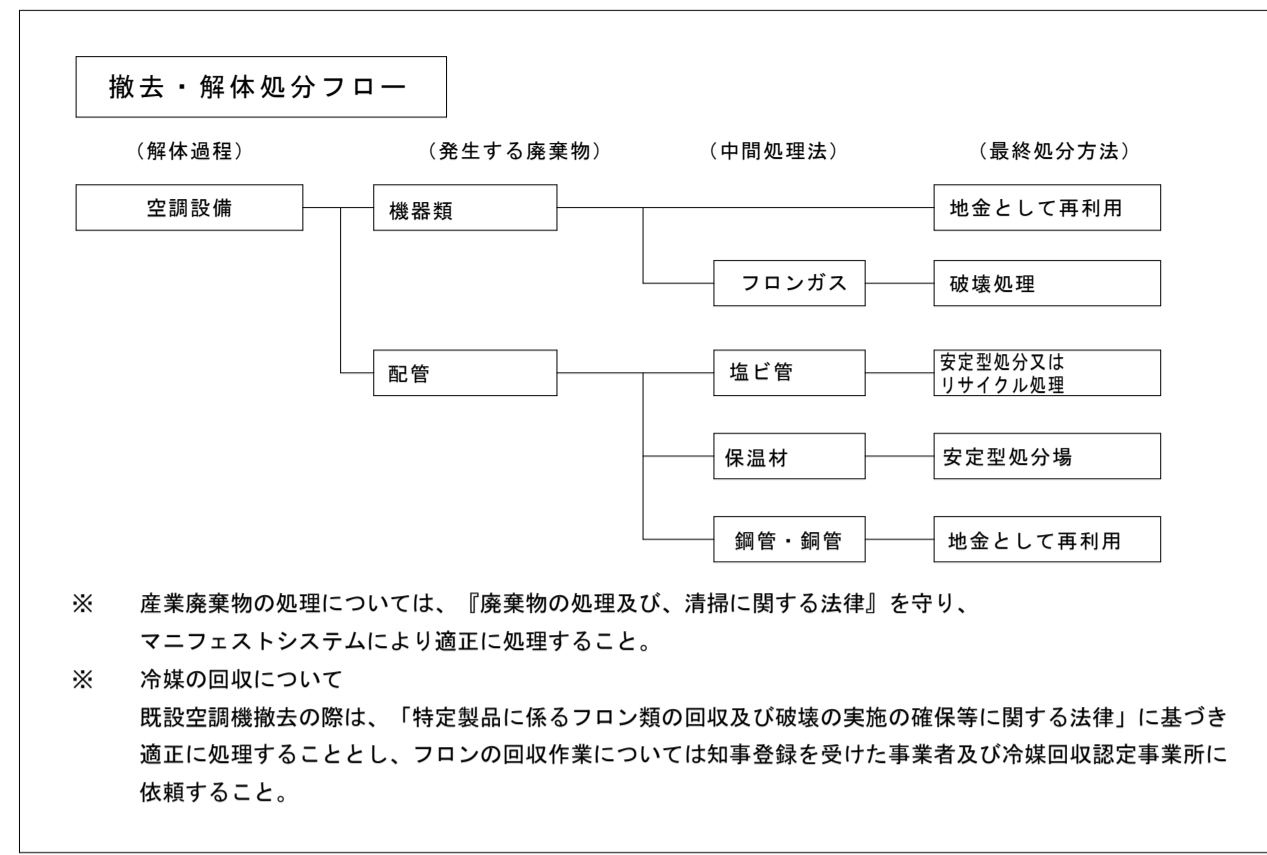 撤去・解体処分フロー
（解体過程） （発生する廃棄物） （中間処理法） （最終処分方法）
空調設備 機器類 地金として再利用
フロンガス 破壊処理
配管 塩ビ管 安定型処分又は
リサイクル処理
保温材 安定型処分場
鋼管・銅管 地金として再利用
※ 産業廃棄物の処理については、『廃棄物の処理及び、清掃に関する法律』を守り、
マニフェストシステムにより適正に処理すること。
※ 冷媒の回収について
既設空調機撤去の際は、「特定製品に係るフロン類の回収及び破壊の実施の確保等に関する法律」に基づき
適正に処理することとし、フロンの回収作業については知事登録を受けた事業者及び冷媒回収認定事業所に
依頼すること。